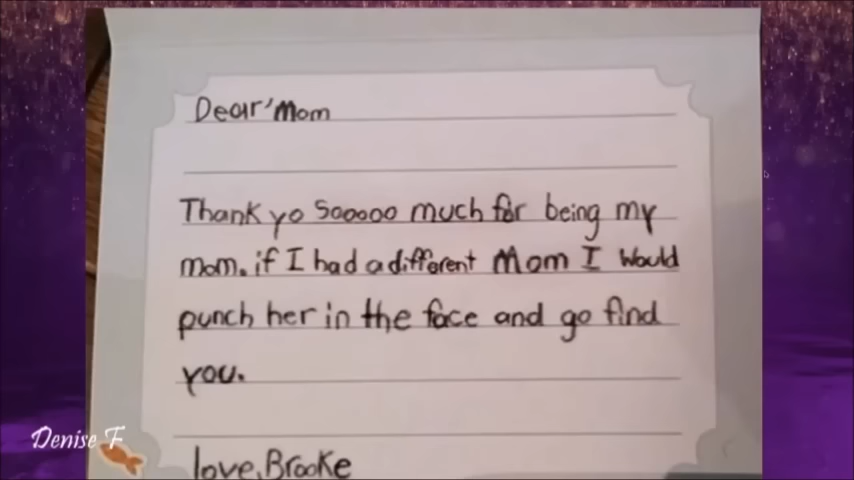 Dear'Mom
Thank yo Sooooo much for being my
mom. if I had a different Mom I would
punch her in the face and go find
you.
love, Brooke
Denise F